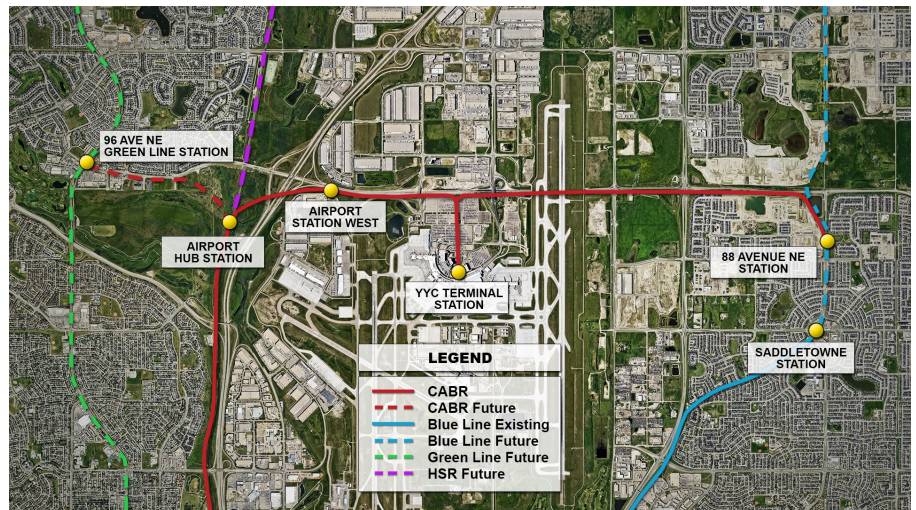 96 AVE NE
GREEN LINE STATION
AIRPORT
STATION WEST
AIRPORT
HUB STATION
88 AVENUE NE
STATION
YYC TERMINAL
STATION
SADDLETOWNE
STATION
LEGEND
CABR
CABR Future
Blue Line Existing
Blue Line Future
Green Line Future
HSR Future